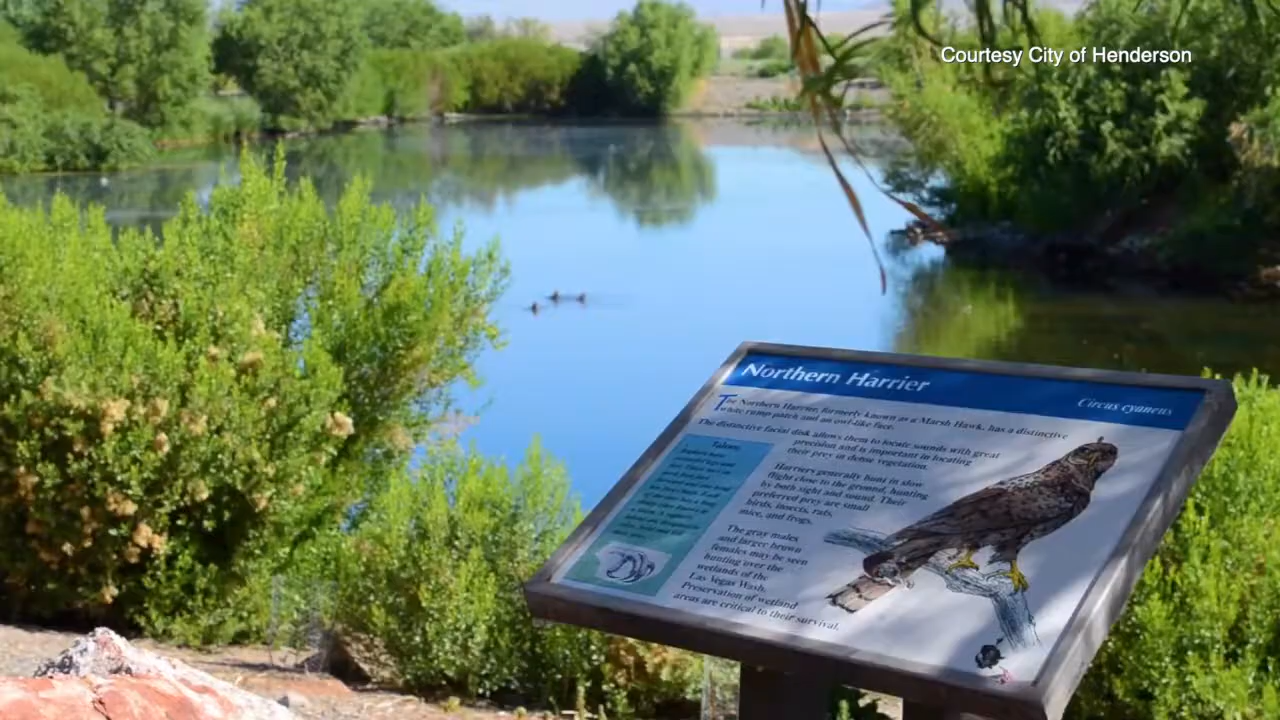 Courtesy City of Henderson
Northern Harrier
Circus cyaneus
The Northern Harrier, formerly known as a Marsh Hawk, has a distinctive
white rump patch and an owl-like face.
The distinctive facial disk allows them to locate sounds with great
precision and is important in locating
their prey in dense vegetation.
Harriers generally hunt in slow
flight close to the ground, hunting
by both sight and sound. Their
preferred prey are small
birds, insects, rats,
mice, and frogs.
The gray males
and larger brown
females may be seen
hunting over the
wetlands of the
Las Vegas Wash.
Preservation of wetland
areas are critical to their survival.
Talons